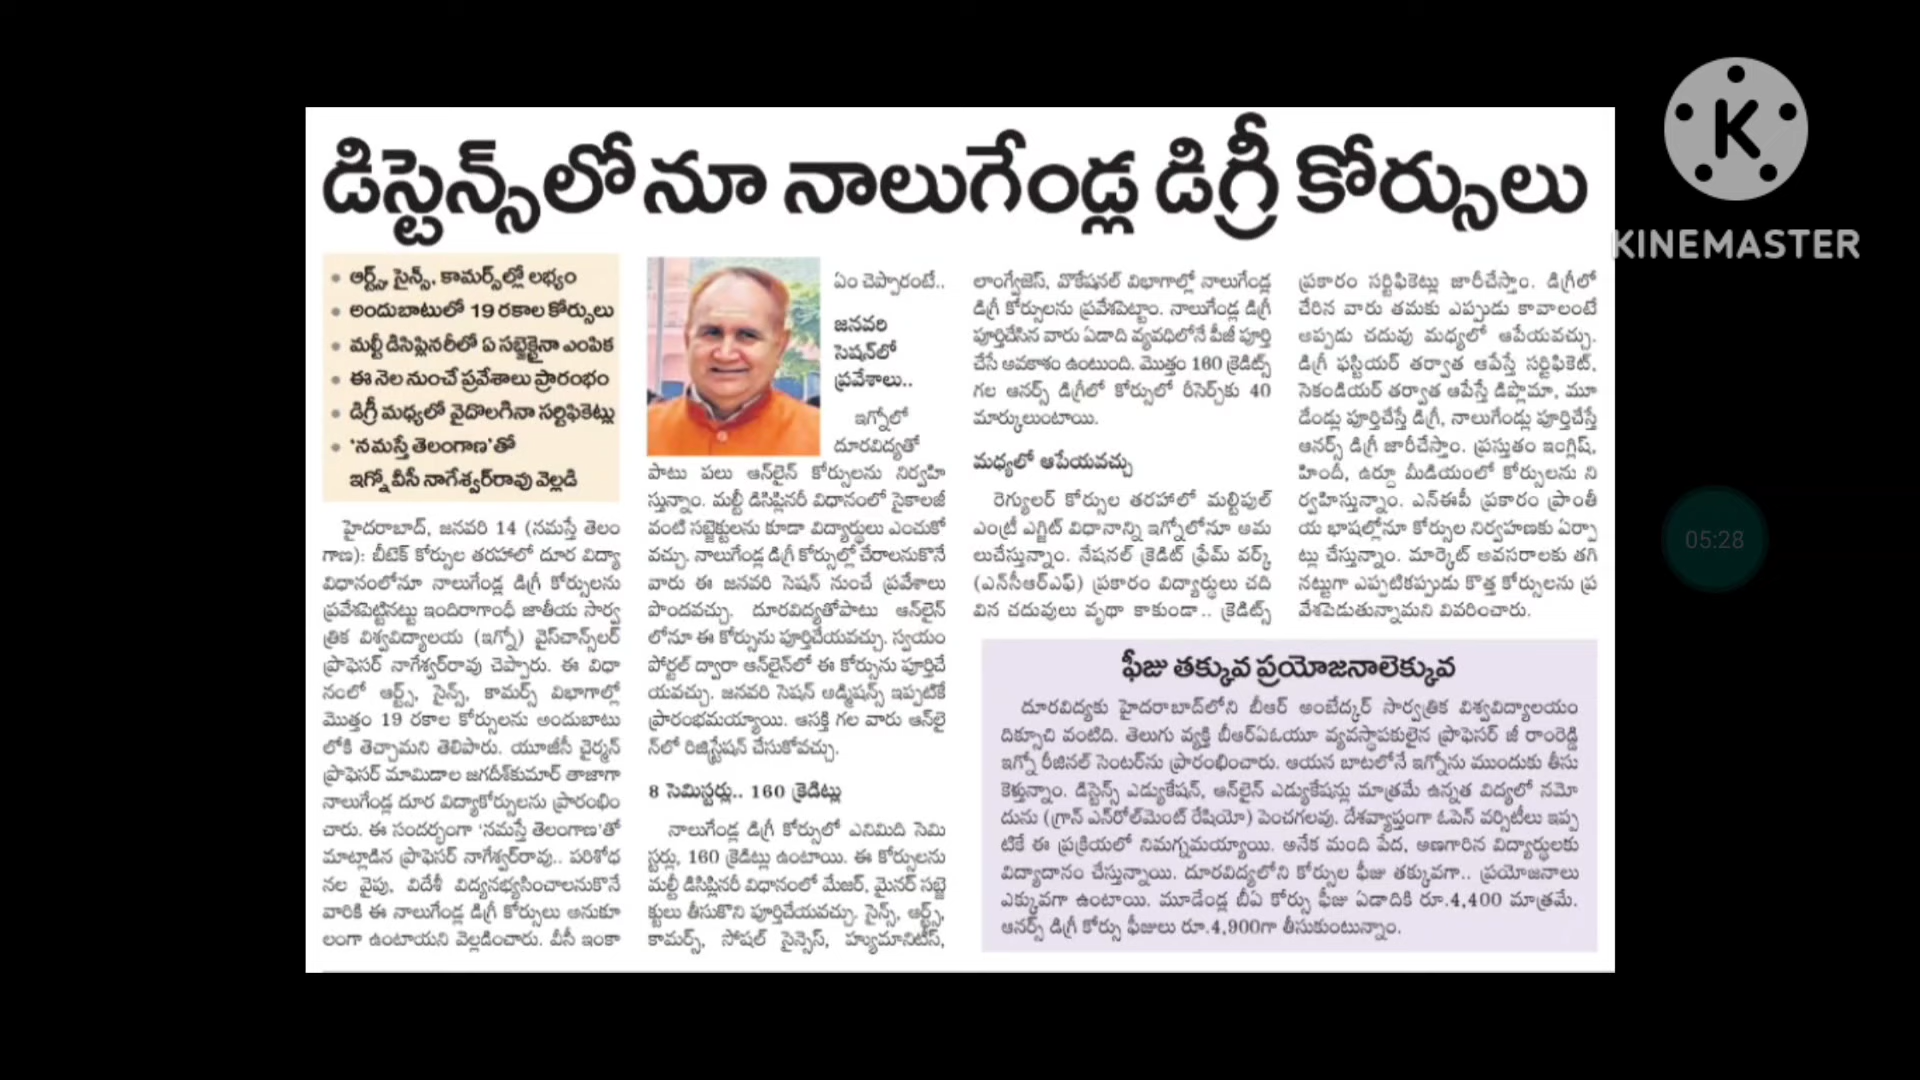 డిస్టెన్స్‌లోనూ నాలుగేండ్ల డిగ్రీ కోర్సులు
KINEMASTER
• ఆర్ట్స్, సైన్స్, కామర్స్‌ల్లో లభ్యం
• అందుబాటులో 19 రకాల కోర్సులు
• మల్టీ డిసిప్లినరీలో ఏ సబ్జెక్టైనా ఎంపిక
• ఈ నెల నుంచే ప్రవేశాలు ప్రారంభం
• డిగ్రీ మధ్యలో వైదొలగినా సర్టిఫికెట్లు
• 'నమస్తే తెలంగాణ'తో
ఇగ్నో వీసీ నాగేశ్వర్‌రావు వెల్లడి
హైదరాబాద్, జనవరి 14 (నమస్తే తెలం
గాణ): బీటెక్ కోర్సుల తరహాలో దూర విద్యా
విధానంలోనూ నాలుగేండ్ల డిగ్రీ కోర్సులను
ప్రవేశపెట్టినట్టు ఇందిరాగాంధీ జాతీయ సార్వ
త్రిక విశ్వవిద్యాలయ (ఇగ్నో) వైస్‌చాన్స్‌లర్
ప్రొఫెసర్ నాగేశ్వర్‌రావు చెప్పారు. ఈ విధా
నంలో ఆర్ట్స్, సైన్స్, కామర్స్ విభాగాల్లో
మొత్తం 19 రకాల కోర్సులను అందుబాటు
లోకి తెచ్చామని తెలిపారు. యూజీసీ చైర్మన్
ప్రొఫెసర్ మామిడాల జగదీశ్‌కుమార్ తాజాగా
నాలుగేండ్ల దూర విద్యాకోర్సులను ప్రారంభిం
చారు. ఈ సందర్భంగా 'నమస్తే తెలంగాణ'తో
మాట్లాడిన ప్రొఫెసర్ నాగేశ్వర్‌రావు.. పరిశోధ
నల వైపు, విదేశీ విద్యనభ్యసించాలనుకొనే
వారికి ఈ నాలుగేండ్ల డిగ్రీ కోర్సులు అనుకూ
లంగా ఉంటాయని వెల్లడించారు. వీసీ ఇంకా
ఏం చెప్పారంటే..
జనవరి
సెషన్‌లో
ప్రవేశాలు..
ఇగ్నోలో
దూరవిద్యతో
పాటు పలు ఆన్‌లైన్ కోర్సులను నిర్వహి
స్తున్నాం. మల్టీ డిసిప్లినరీ విధానంలో సైకాలజీ
వంటి సబ్జెక్టులను కూడా విద్యార్థులు ఎంచుకో
వచ్చు. నాలుగేండ్ల డిగ్రీ కోర్సుల్లో చేరాలనుకొనే
వారు ఈ జనవరి సెషన్ నుంచే ప్రవేశాలు
పొందవచ్చు. దూరవిద్యతోపాటు ఆన్‌లైన్
లోనూ ఈ కోర్సును పూర్తిచేయవచ్చు. స్వయం
పోర్టల్ ద్వారా ఆన్‌లైన్‌లో ఈ కోర్సును పూర్తిచే
యవచ్చు. జనవరి సెషన్ అడ్మిషన్స్ ఇప్పటికే
ప్రారంభమయ్యాయి. ఆసక్తి గల వారు ఆన్‌లై
న్‌లో రిజిస్ట్రేషన్ చేసుకోవచ్చు.
8 సెమిస్టర్లు.. 160 క్రెడిట్లు
నాలుగేండ్ల డిగ్రీ కోర్సులో ఎనిమిది సెమి
స్టర్లు, 160 క్రెడిట్లు ఉంటాయి. ఈ కోర్సులను
మల్టీ డిసిప్లినరీ విధానంలో మేజర్, మైనర్ సబ్జె
క్టులు తీసుకొని పూర్తిచేయవచ్చు. సైన్స్, ఆర్ట్స్,
కామర్స్, సోషల్ సైన్సెస్, హ్యుమానిటీస్,
లాంగ్వేజెస్, వొకేషనల్ విభాగాల్లో నాలుగేండ్ల
డిగ్రీ కోర్సులను ప్రవేశపెట్టాం. నాలుగేండ్ల డిగ్రీ
పూర్తిచేసిన వారు ఏడాది వ్యవధిలోనే పీజీ పూర్తి
చేసే అవకాశం ఉంటుంది. మొత్తం 160 క్రెడిట్స్
గల ఆనర్స్ డిగ్రీలో కోర్సులో రీసెర్చ్‌కు 40
మార్కులుంటాయి.
మధ్యలో ఆపేయవచ్చు
రెగ్యులర్ కోర్సుల తరహాలో మల్టిపుల్
ఎంట్రీ ఎగ్జిట్ విధానాన్ని ఇగ్నోలోనూ అమ
లుచేస్తున్నాం. నేషనల్ క్రెడిట్ ఫ్రేమ్ వర్క్
(ఎన్‌సీఆర్‌ఎఫ్) ప్రకారం విద్యార్థులు చది
విన చదువులు వృథా కాకుండా.. క్రెడిట్స్
ప్రకారం సర్టిఫికెట్లు జారీచేస్తాం. డిగ్రీలో
చేరిన వారు తమకు ఎప్పుడు కావాలంటే
అప్పడు చదువు మధ్యలో ఆపేయవచ్చు.
డిగ్రీ ఫస్టియర్ తర్వాత ఆపేస్తే సర్టిఫికెట్,
సెకండియర్ తర్వాత ఆపేస్తే డిప్లొమా, మూ
డేండ్లు పూర్తిచేస్తే డిగ్రీ, నాలుగేండ్లు పూర్తిచేస్తే
ఆనర్స్ డిగ్రీ జారీచేస్తాం. ప్రస్తుతం ఇంగ్లిష్,
హిందీ, ఉర్దూ మీడియంలో కోర్సులను ని
ర్వహిస్తున్నాం. ఎన్‌ఈపీ ప్రకారం ప్రాంతీ
య భాషల్లోనూ కోర్సుల నిర్వహణకు ఏర్పా
ట్లు చేస్తున్నాం. మార్కెట్ అవసరాలకు తగి
నట్టుగా ఎప్పటికప్పుడు కొత్త కోర్సులను ప్ర
వేశపెడుతున్నామని వివరించారు.
05:28
ఫీజు తక్కువ ప్రయోజనాలెక్కువ
దూరవిద్యకు హైదరాబాద్‌లోని బీఆర్ అంబేద్కర్ సార్వత్రిక విశ్వవిద్యాలయం
దిక్సూచి వంటిది. తెలుగు వ్యక్తి బీఆర్ఏఓయూ వ్యవస్థాపకులైన ప్రొఫెసర్ జీ రాంరెడ్డి
ఇగ్నో రీజినల్ సెంటర్‌ను ప్రారంభించారు. ఆయన బాటలోనే ఇగ్నోను ముందుకు తీసు
కెళ్తున్నాం. డిస్టెన్స్ ఎడ్యుకేషన్, ఆన్‌లైన్ ఎడ్యుకేషన్లు మాత్రమే ఉన్నత విద్యలో నమో
దును (గ్రాస్ ఎన్‌రోల్‌మెంట్ రేషియో) పెంచగలవు. దేశవ్యాప్తంగా ఓపెన్ వర్సిటీలు ఇప్ప
టికే ఈ ప్రక్రియలో నిమగ్నమయ్యాయి. అనేక మంది పేద, అణగారిన విద్యార్థులకు
విద్యాదానం చేస్తున్నాయి. దూరవిద్యలోని కోర్సుల ఫీజు తక్కువగా.. ప్రయోజనాలు
ఎక్కువగా ఉంటాయి. మూడేండ్ల బీఏ కోర్సు ఫీజు ఏడాదికి రూ.4,400 మాత్రమే.
ఆనర్స్ డిగ్రీ కోర్సు ఫీజులు రూ.4,900గా తీసుకుంటున్నాం.